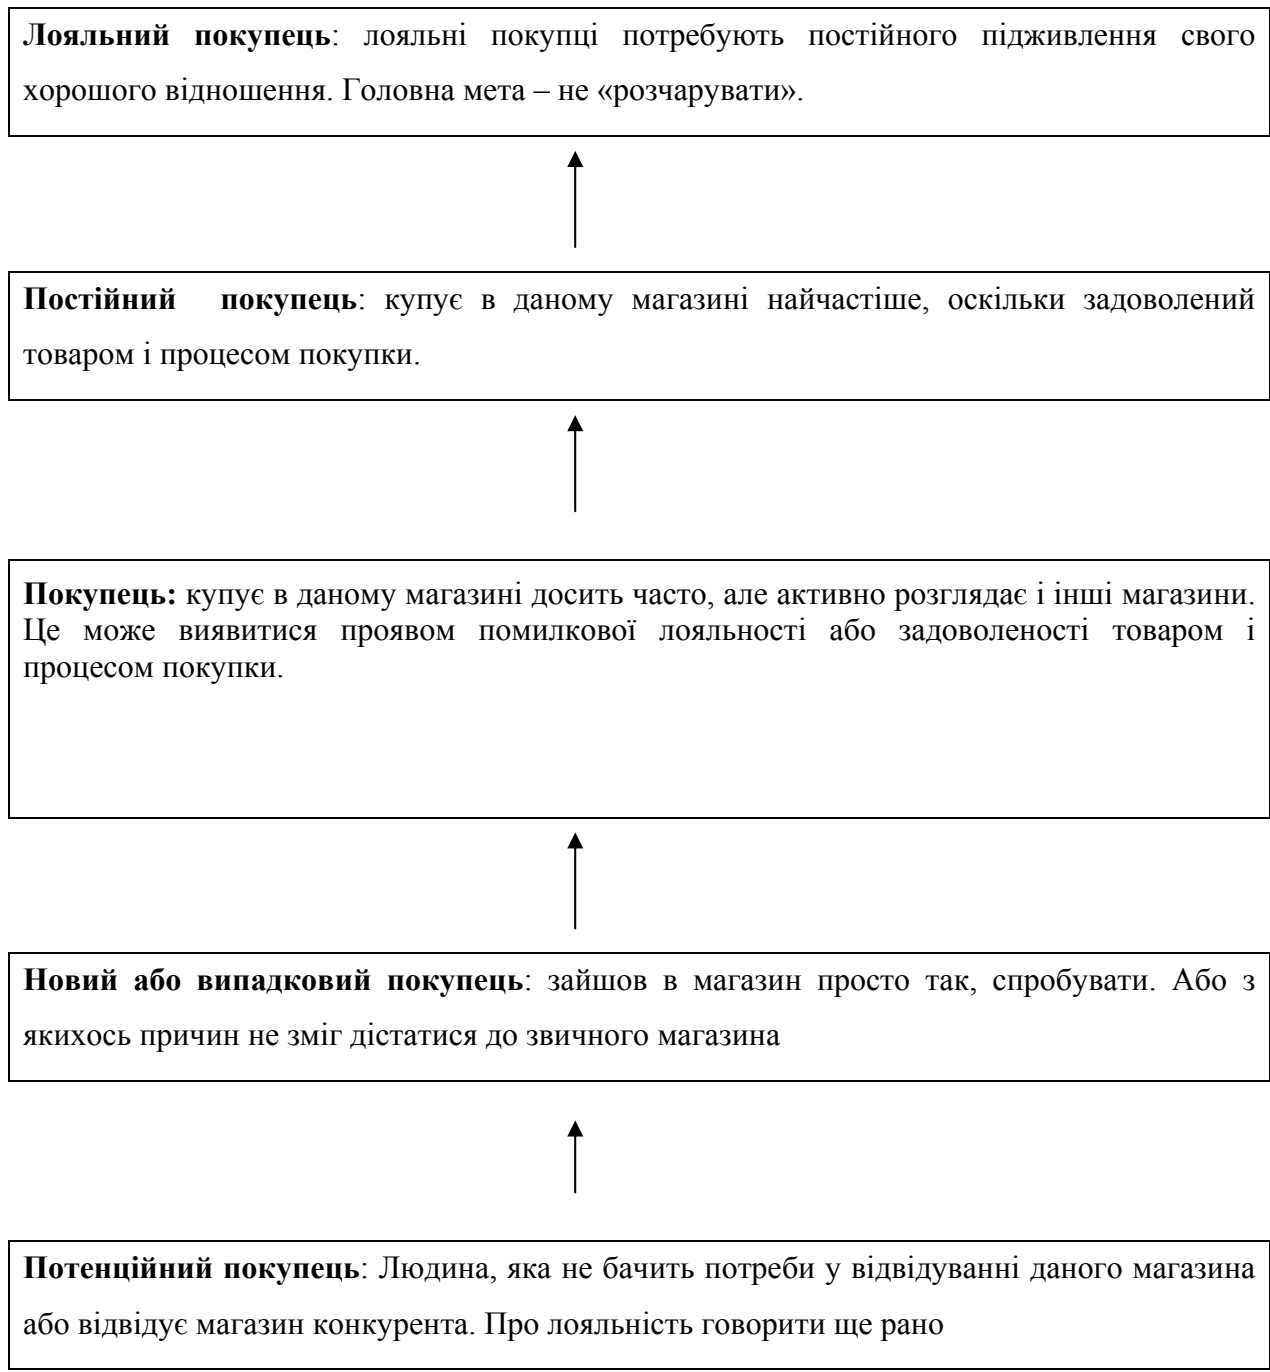 Лояльний покупець: лояльні покупці потребують постійного підживлення свого
хорошого відношення. Головна мета – не «розчарувати».
Постійний покупець: купує в даному магазині найчастіше, оскільки задоволений
товаром і процесом покупки.
Покупець: купує в даному магазині досить часто, але активно розглядає і інші магазини.
Це може виявитися проявом помилкової лояльності або задоволеності товаром і
процесом покупки.
Новий або випадковий покупець: зайшов в магазин просто так, спробувати. Або з
якихось причин не зміг дістатися до звичного магазина
Потенційний покупець: Людина, яка не бачить потреби у відвідуванні даного магазина
або відвідує магазин конкурента. Про лояльність говорити ще рано